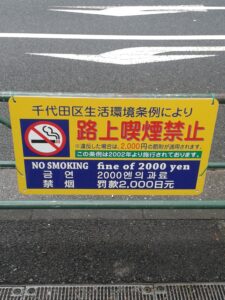 千代田区生活環境条例により
路上喫煙禁止
※違反した場合は、2,000円の罰則が適用されます。
この条例は2002年より施行されております。
NO SMOKING fine of 2000 yen
금연 2000엔의 과료
禁烟 罚款2,000日元